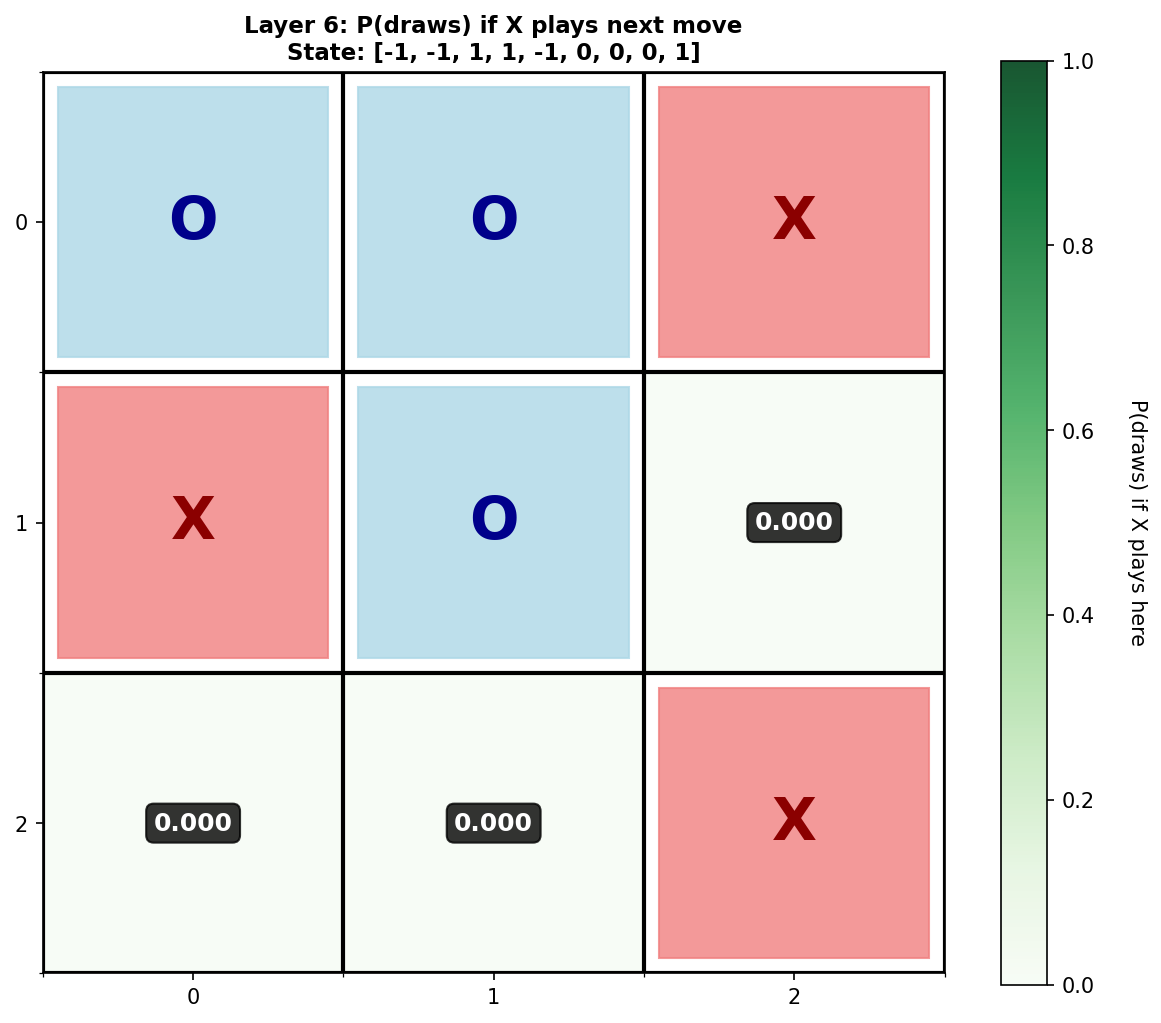 Layer 6: P(draws) if X plays next move
State: [-1, -1, 1, 1, -1, 0, 0, 0, 1]
O O X
X O 0.000
0.000 0.000 X
0
1
2
0 1 2
1.0
0.8
0.6
0.4
0.2
0.0
P(draws) if X plays here